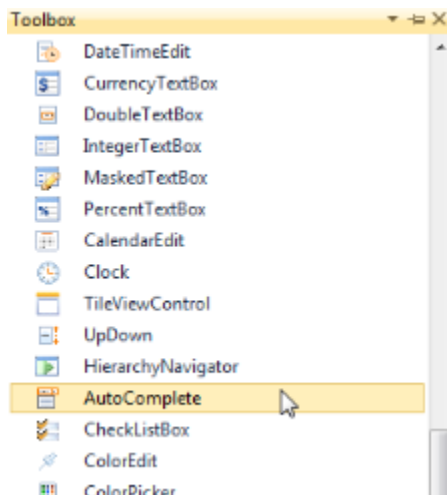 Toolbox
DateTimeEdit
CurrencyTextBox
DoubleTextBox
IntegerTextBox
MaskedTextBox
PercentTextBox
CalendarEdit
Clock
TileViewControl
UpDown
HierarchyNavigator
AutoComplete
CheckListBox
ColorEdit
ColorPicker